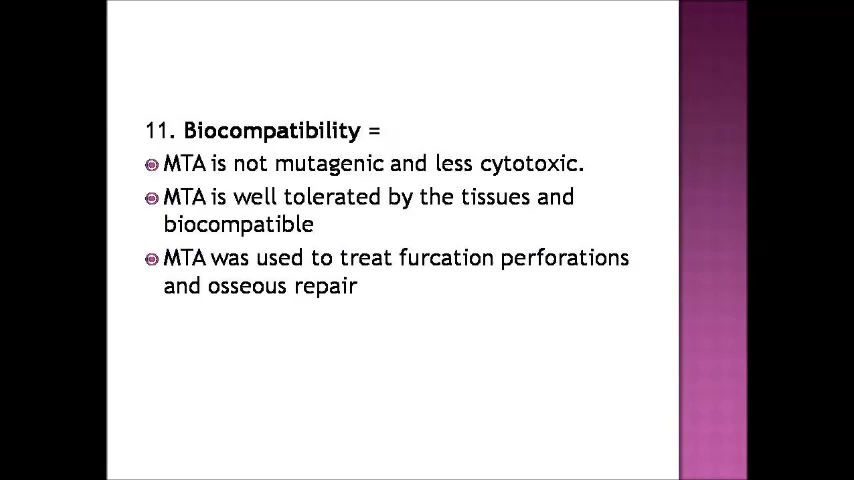 11. Biocompatibility =
MTA is not mutagenic and less cytotoxic.
MTA is well tolerated by the tissues and
biocompatible
MTA was used to treat furcation perforations
and osseous repair